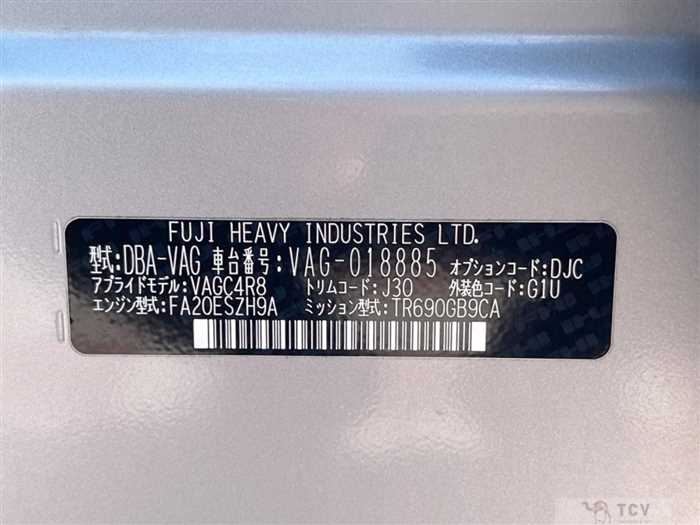 FUJI HEAVY INDUSTRIES LTD.
型式:DBA-VAG 車台番号:VAG-018885 オプションコード:DJC
アプライドモデル:VAGC4R8 トリムコード:J30 外装色コード:G1U
エンジン型式:FA20ESZH9A ミッション型式:TR690GB9CA
TCV